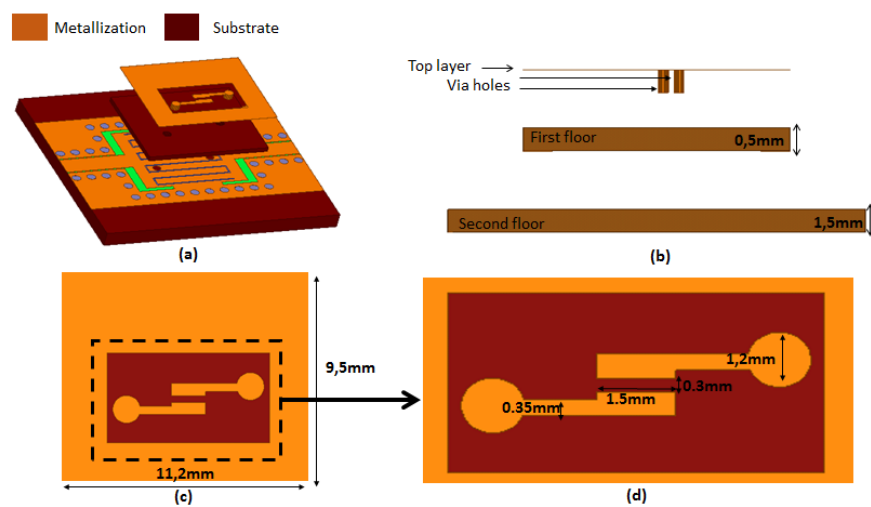 Metallization
Substrate
Top layer
Via holes
First floor
0,5mm
Second floor
1,5mm
(a)
(b)
9,5mm
11,2mm
(c)
1,2mm
0.3mm
1.5mm
0.35mm
(d)